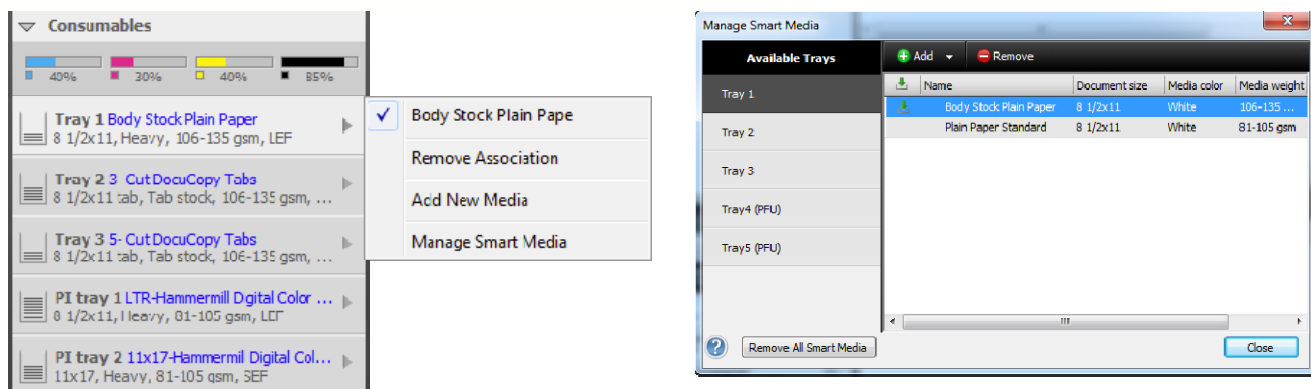 Consumables
40% 30% 40% 85%
Tray 1 Body Stock Plain Paper
8 1/2x11, Heavy, 106-135 gsm, LEF
Tray 2 3- Cut DocuCopy Tabs
8 1/2x11 tab, Tab stock, 106-135 gsm, ...
Tray 3 5- Cut DocuCopy Tabs
8 1/2x11 tab, Tab stock, 106-135 gsm, ...
PI tray 1 LTR-Hammermill Digital Color ...
8 1/2x11, Heavy, 81-105 gsm, LEF
PI tray 2 11x17-Hammermil Digital Col...
11x17, Heavy, 81-105 gsm, SEF
Body Stock Plain Pape
Remove Association
Add New Media
Manage Smart Media
Manage Smart Media
Available Trays
Tray 1
Tray 2
Tray 3
Tray4 (PFU)
Tray5 (PFU)
Add Remove
Name Document size Media color Media weight
Body Stock Plain Paper 8 1/2x11 White 106-135 ...
Plain Paper Standard 8 1/2x11 White 81-105 gsm
Remove All Smart Media
Close